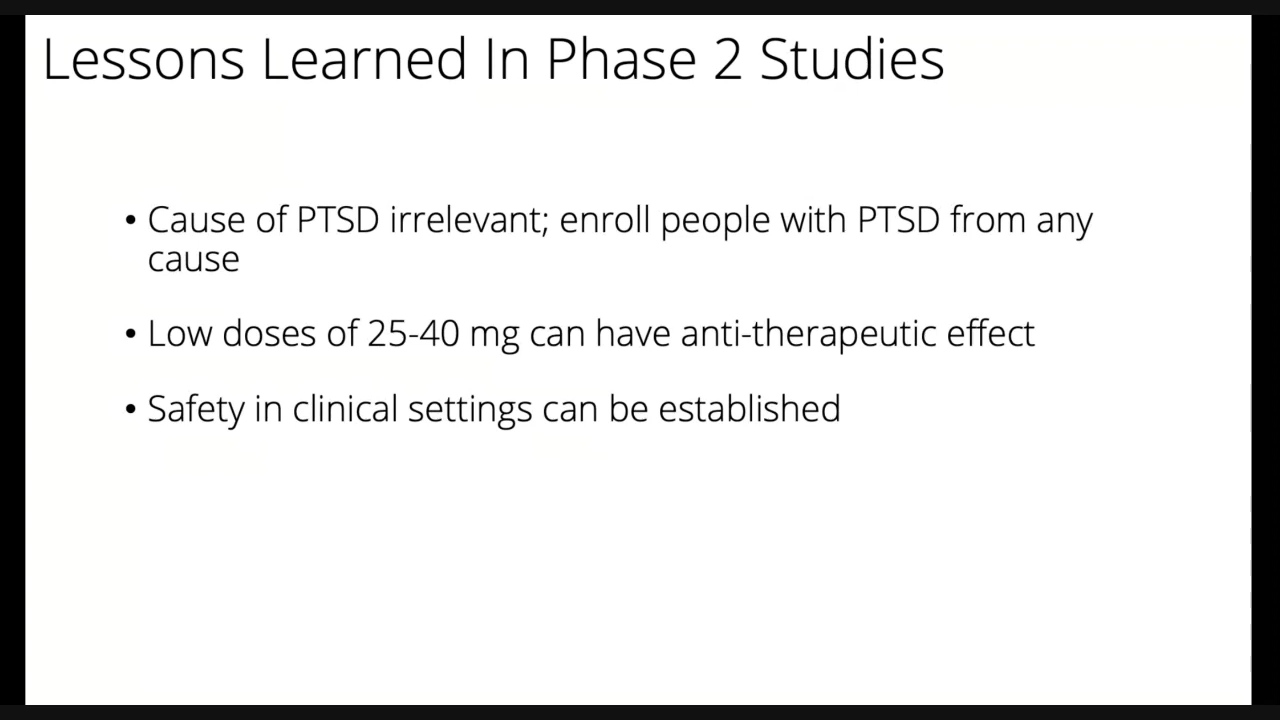 Lessons Learned In Phase 2 Studies
• Cause of PTSD irrelevant; enroll people with PTSD from any
cause
• Low doses of 25-40 mg can have anti-therapeutic effect
• Safety in clinical settings can be established